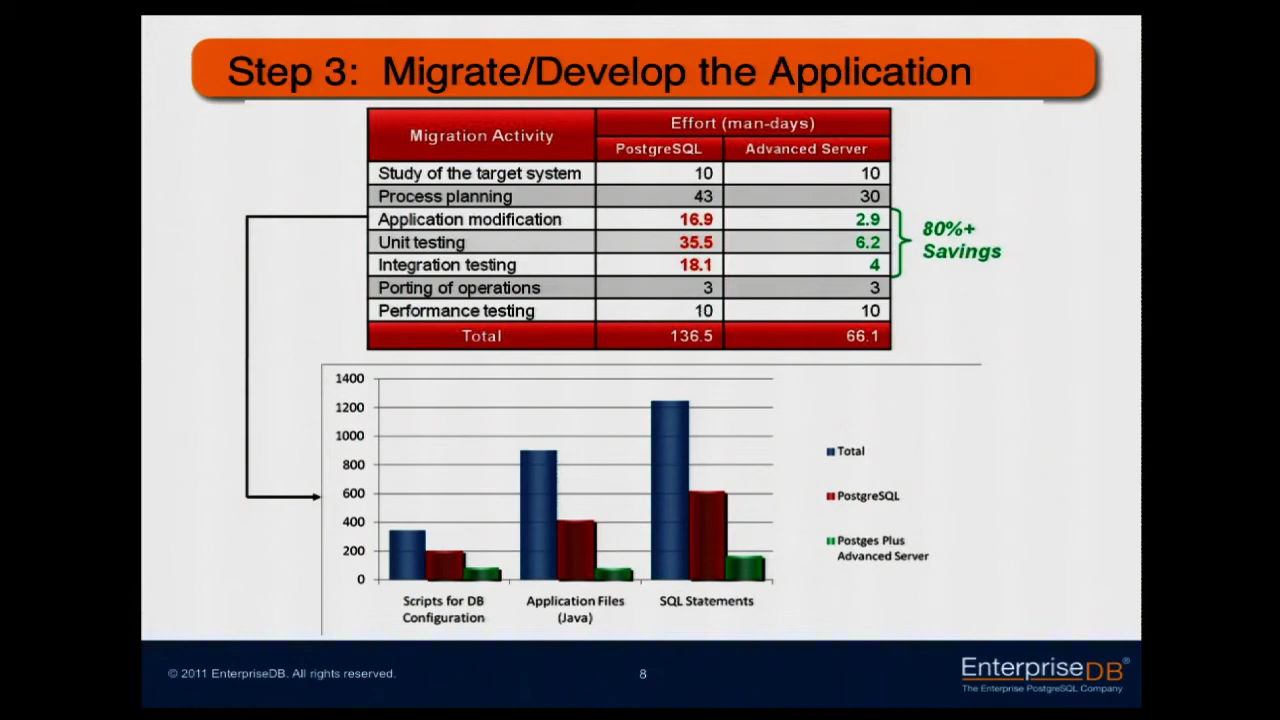 Step 3: Migrate/Develop the Application
Migration Activity
Effort (man-days)
PostgreSQL Advanced Server
Study of the target system 10 10
Process planning 43 30
Application modification 16.9 2.9
Unit testing 35.5 6.2
Integration testing 18.1 4
Porting of operations 3 3
Performance testing 10 10
Total 136.5 66.1
80%+
Savings
1400
1200
1000
800
600
400
200
0
Scripts for DB
Configuration
Application Files
(Java)
SQL Statements
Total
PostgreSQL
Postges Plus
Advanced Server
© 2011 EnterpriseDB. All rights reserved.
8
EnterpriseDB®
The Enterprise PostgreSQL Company